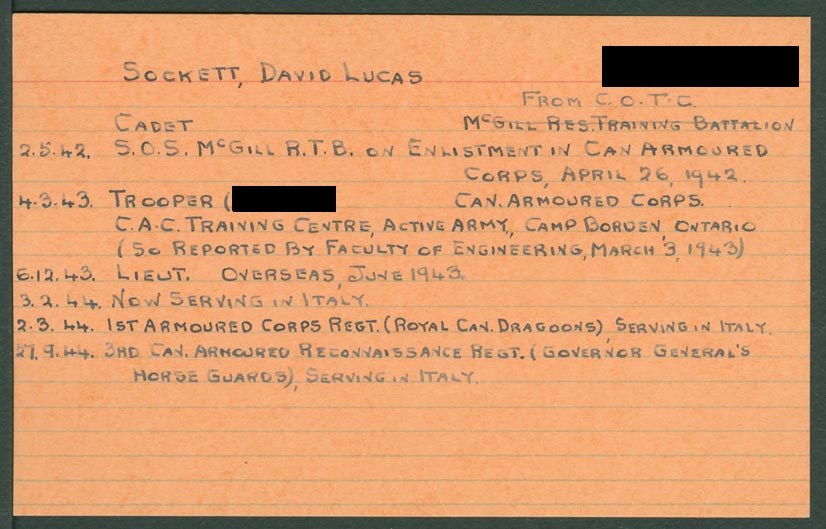 SOCKETT, DAVID LUCAS
FROM C.O.T.C.
CADET McGILL RES. TRAINING BATTALION
2.5.42. S.O.S. McGILL R.T.B. ON ENLISTMENT IN CAN ARMOURED
CORPS, APRIL 26, 1942.
4.3.43. TROOPER ( CAN. ARMOURED CORPS.
C.A.C. TRAINING CENTRE, ACTIVE ARMY, CAMP BORDEN, ONTARIO
(SO REPORTED BY FACULTY OF ENGINEERING, MARCH 3, 1943)
6.12.43. LIEUT. OVERSEAS, JUNE 1943.
3.2.44. NOW SERVING IN ITALY.
2.3.44. 1ST ARMOURED CORPS REGT. (ROYAL CAN. DRAGOONS), SERVING IN ITALY.
27.9.44. 3RD CAN. ARMOURED RECONNAISSANCE REGT. (GOVERNOR GENERAL'S
HORSE GUARDS), SERVING IN ITALY.